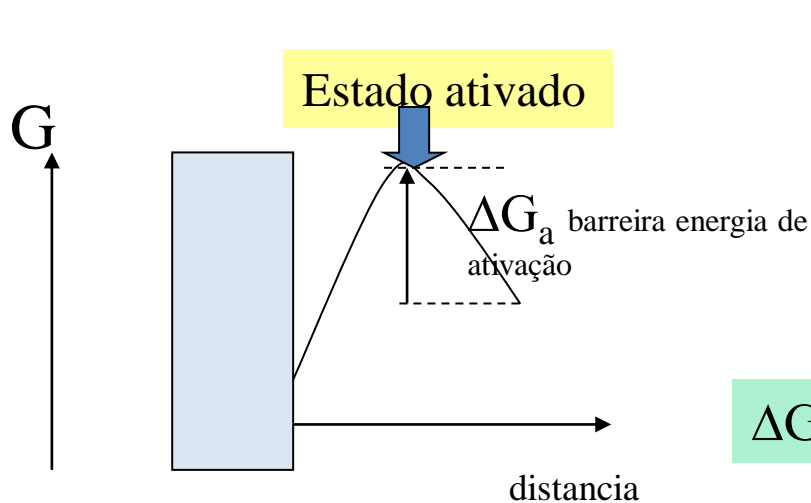 Estado ativado
G
ΔGa barreira energia de
ativação
ΔG
distancia